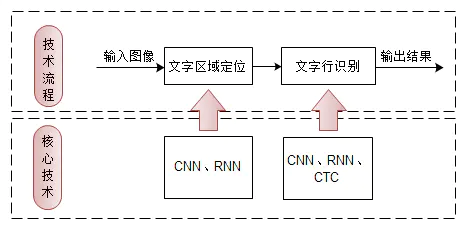 技术流程
输入图像
文字区域定位
文字行识别
输出结果
核心技术
CNN、RNN
CNN、RNN、
CTC